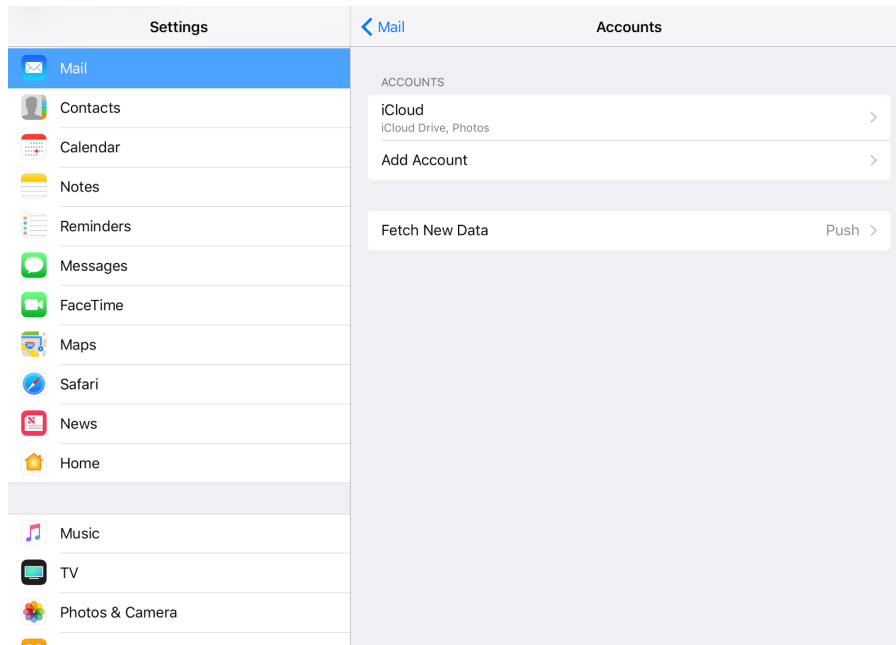 Settings
Mail
Contacts
Calendar
Notes
Reminders
Messages
FaceTime
Maps
Safari
News
Home
Music
TV
Photos & Camera
Mail
Accounts
ACCOUNTS
iCloud
iCloud Drive, Photos
Add Account
Fetch New Data Push